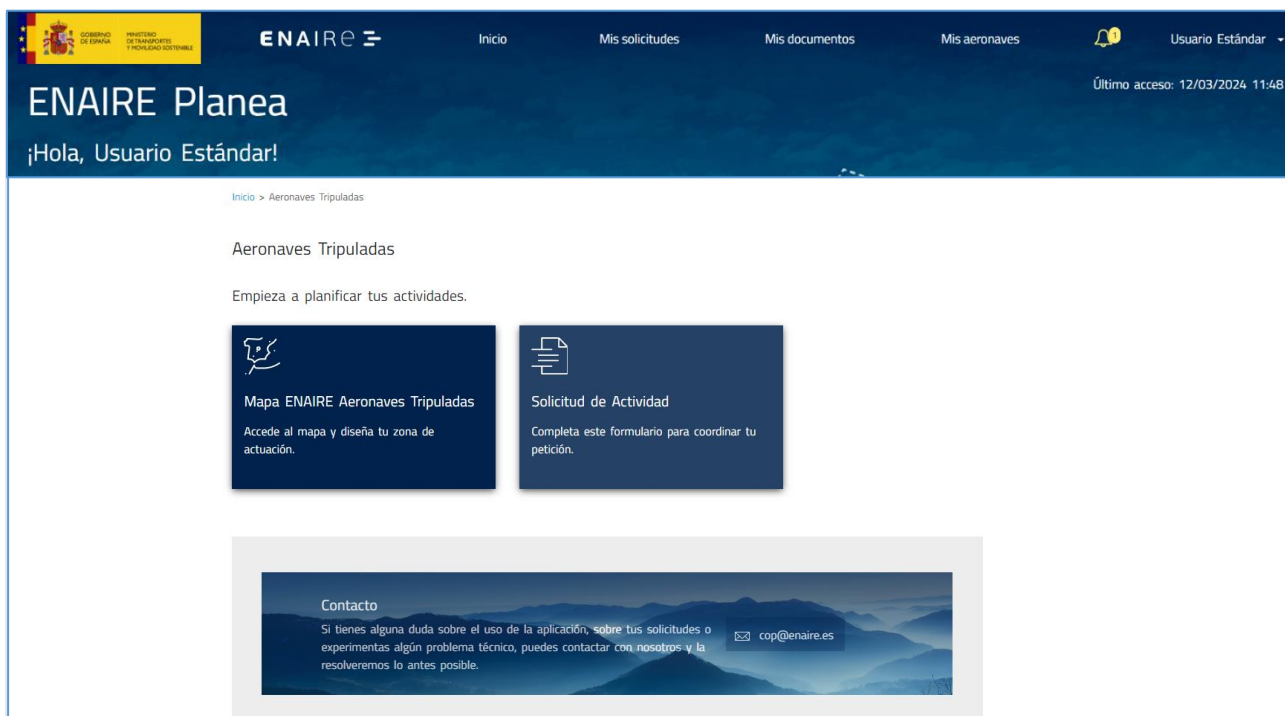 GOBIERNO
DE ESPAÑA
MINISTERIO
DE TRANSPORTES
Y MOVILIDAD SOSTENIBLE
ENAIRe
Inicio
Mis solicitudes
Mis documentos
Mis aeronaves
1
Usuario Estándar
Último acceso: 12/03/2024 11:48
ENAIRE Planea
¡Hola, Usuario Estándar!
Inicio > Aeronaves Tripuladas
Aeronaves Tripuladas
Empieza a planificar tus actividades.
Mapa ENAIRE Aeronaves Tripuladas
Accede al mapa y diseña tu zona de
actuación.
Solicitud de Actividad
Completa este formulario para coordinar tu
petición.
Contacto
Si tienes alguna duda sobre el uso de la aplicación, sobre tus solicitudes o
experimentas algún problema técnico, puedes contactar con nosotros y la
resolveremos lo antes posible.
cop@enaire.es